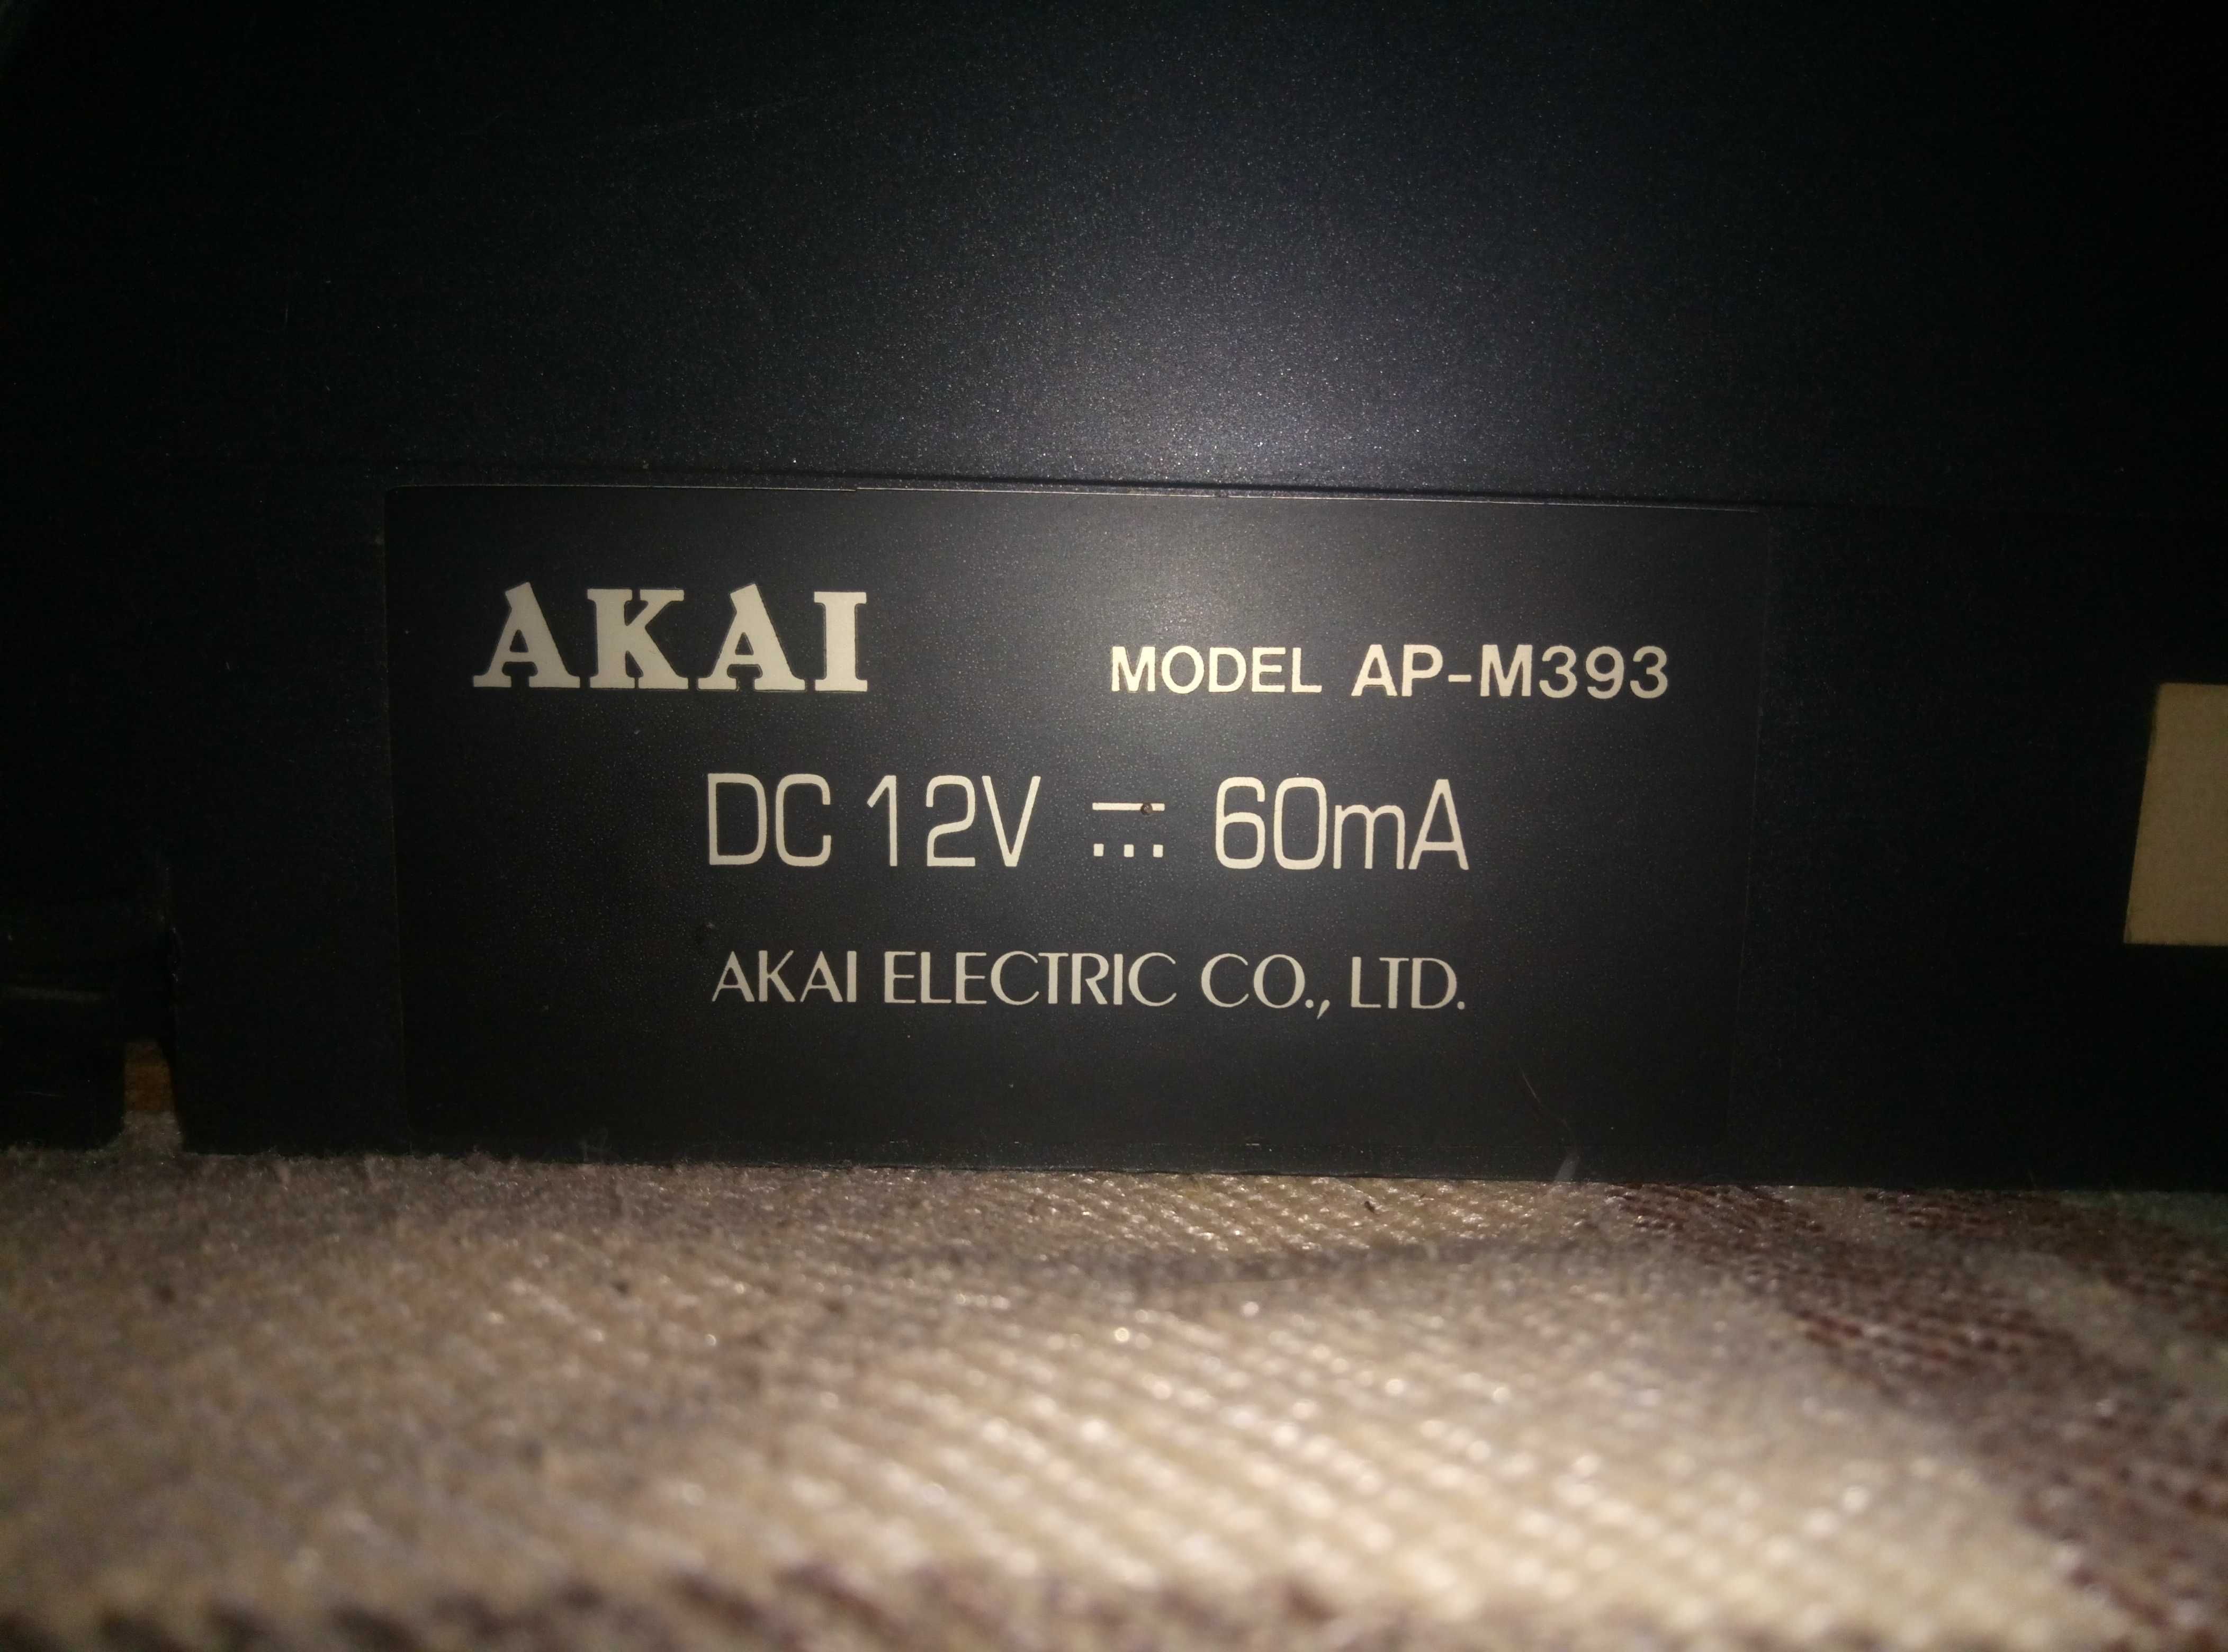 AKAI MODEL AP-M393
DC 12V ⎓ 60mA
AKAI ELECTRIC CO., LTD.